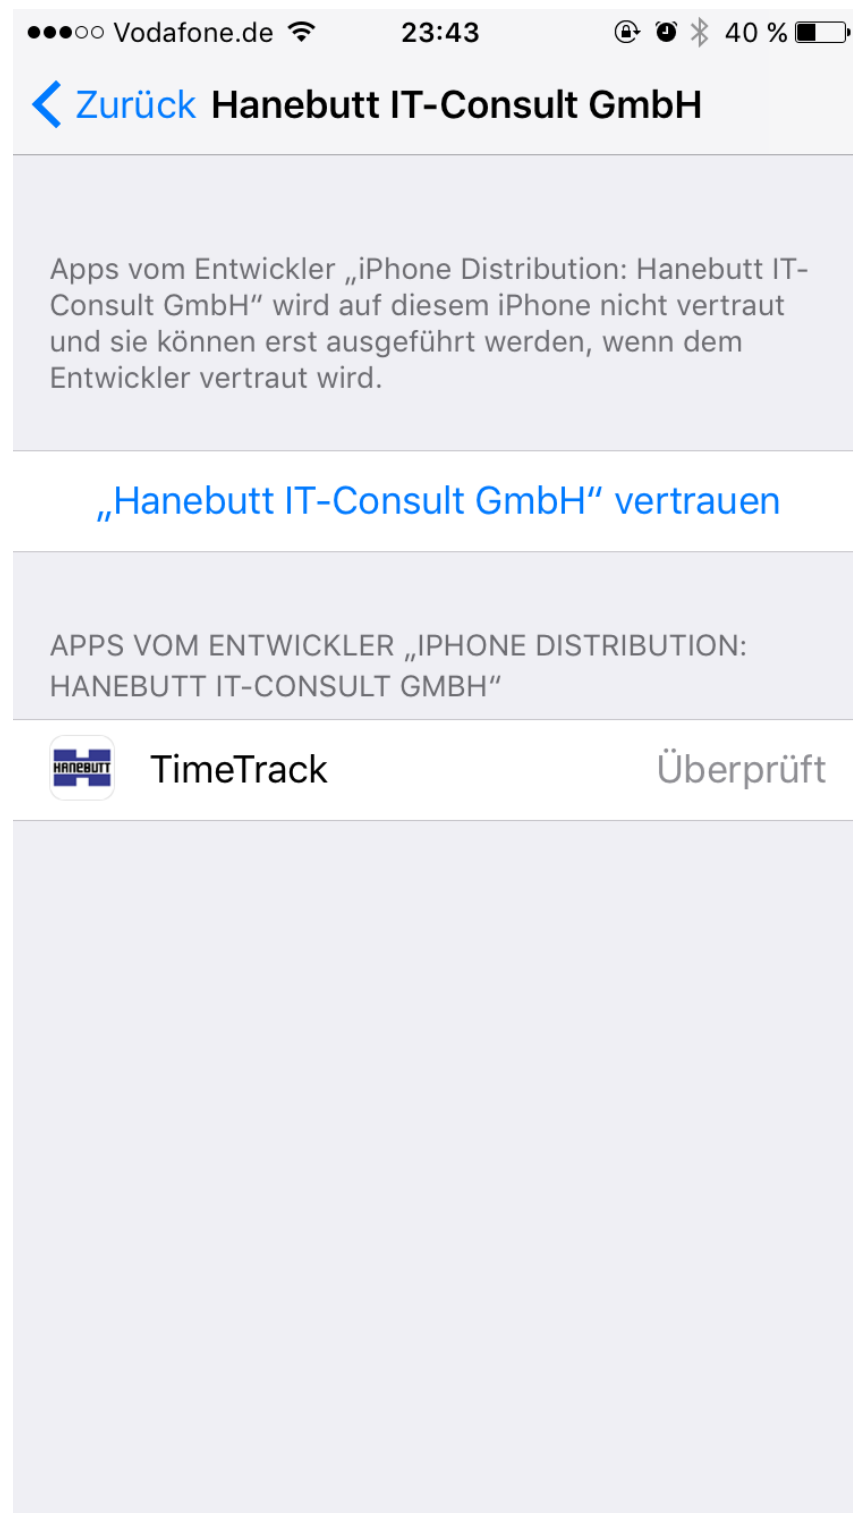 Vodafone.de 23:43 40 %
Zurück Hanebutt IT-Consult GmbH
Apps vom Entwickler „iPhone Distribution: Hanebutt IT-
Consult GmbH“ wird auf diesem iPhone nicht vertraut
und sie können erst ausgeführt werden, wenn dem
Entwickler vertraut wird.
„Hanebutt IT-Consult GmbH“ vertrauen
APPS VOM ENTWICKLER „IPHONE DISTRIBUTION:
HANEBUTT IT-CONSULT GMBH“
HANEBUTT TimeTrack Überprüft